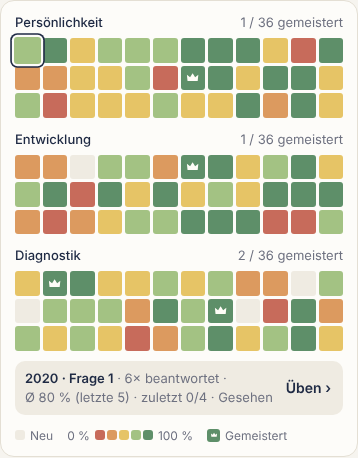 Persönlichkeit 1 / 36 gemeistert
Entwicklung 1 / 36 gemeistert
Diagnostik 2 / 36 gemeistert
2020 · Frage 1 · 6× beantwortet ·
Ø 80 % (letzte 5) · zuletzt 0/4 · Gesehen Üben ›
Neu 0 % 100 % Gemeistert